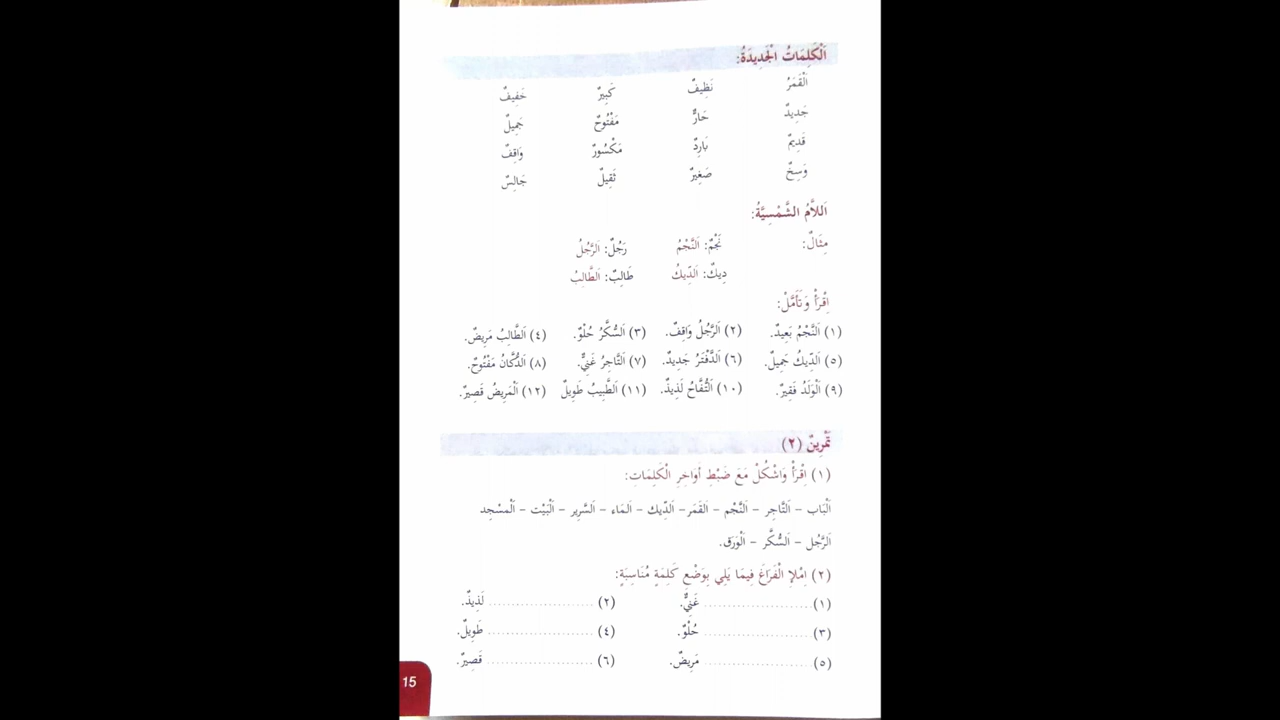 اَلْكَلِمَاتُ الْجَدِيدَةُ:
اَلْقَمَرُ نَظِيفٌ كَبِيرٌ خَفِيفٌ
جَدِيدٌ حَارٌّ مَفْتُوحٌ جَمِيلٌ
قَدِيمٌ بَارِدٌ مَكْسُورٌ وَاقِفٌ
وَسِخٌ صَغِيرٌ ثَقِيلٌ جَالِسٌ
اَللاَّمُ الشَّمْسِيَّةُ:
مِثَالٌ: نَجْمٌ: اَلنَّجْمُ رَجُلٌ: اَلرَّجُلُ
دِيكٌ: اَلدِّيكُ طَالِبٌ: اَلطَّالِبُ
اِقْرَأْ وَتَأَمَّلْ:
(١) اَلنَّجْمُ بَعِيدٌ. (٢) اَلرَّجُلُ وَاقِفٌ. (٣) اَلسُّكَّرُ حُلْوٌ. (٤) اَلطَّالِبُ مَرِيضٌ.
(٥) اَلدِّيكُ جَمِيلٌ. (٦) اَلدَّفْتَرُ جَدِيدٌ. (٧) اَلتَّاجِرُ غَنِيٌّ. (٨) اَلدُّكَّانُ مَفْتُوحٌ.
(٩) اَلْوَلَدُ فَقِيرٌ. (١٠) اَلتُّفَّاحُ لَذِيذٌ. (١١) اَلطَّبِيبُ طَوِيلٌ (١٢) اَلْمَرِيضُ قَصِيرٌ.
تَمْرِينٌ (٢)
(١) اِقْرَأْ وَاشْكُلْ مَعَ ضَبْطِ أَوَاخِرِ الْكَلِمَاتِ:
اَلْبَاب – اَلتَّاجِر – اَلنَّجْم – اَلقَمَر – اَلدِّيك – اَلمَاء – اَلسَّرِير – اَلْبَيْت – اَلْمسْجِد
اَلرَّجُل – اَلسُّكَّر – اَلْوَرَق.
(٢) اِمْلإِ الْفَرَاغَ فِيمَا يَلِي بِوَضْعِ كَلِمَةٍ مُنَاسِبَةٍ:
(١) ...................... غَنِيٌّ. (٢) ...................... لَذِيذٌ.
(٣) ...................... حُلْوٌ. (٤) ...................... طَوِيلٌ.
(٥) ...................... مَرِيضٌ. (٦) ...................... قَصِيرٌ.
15